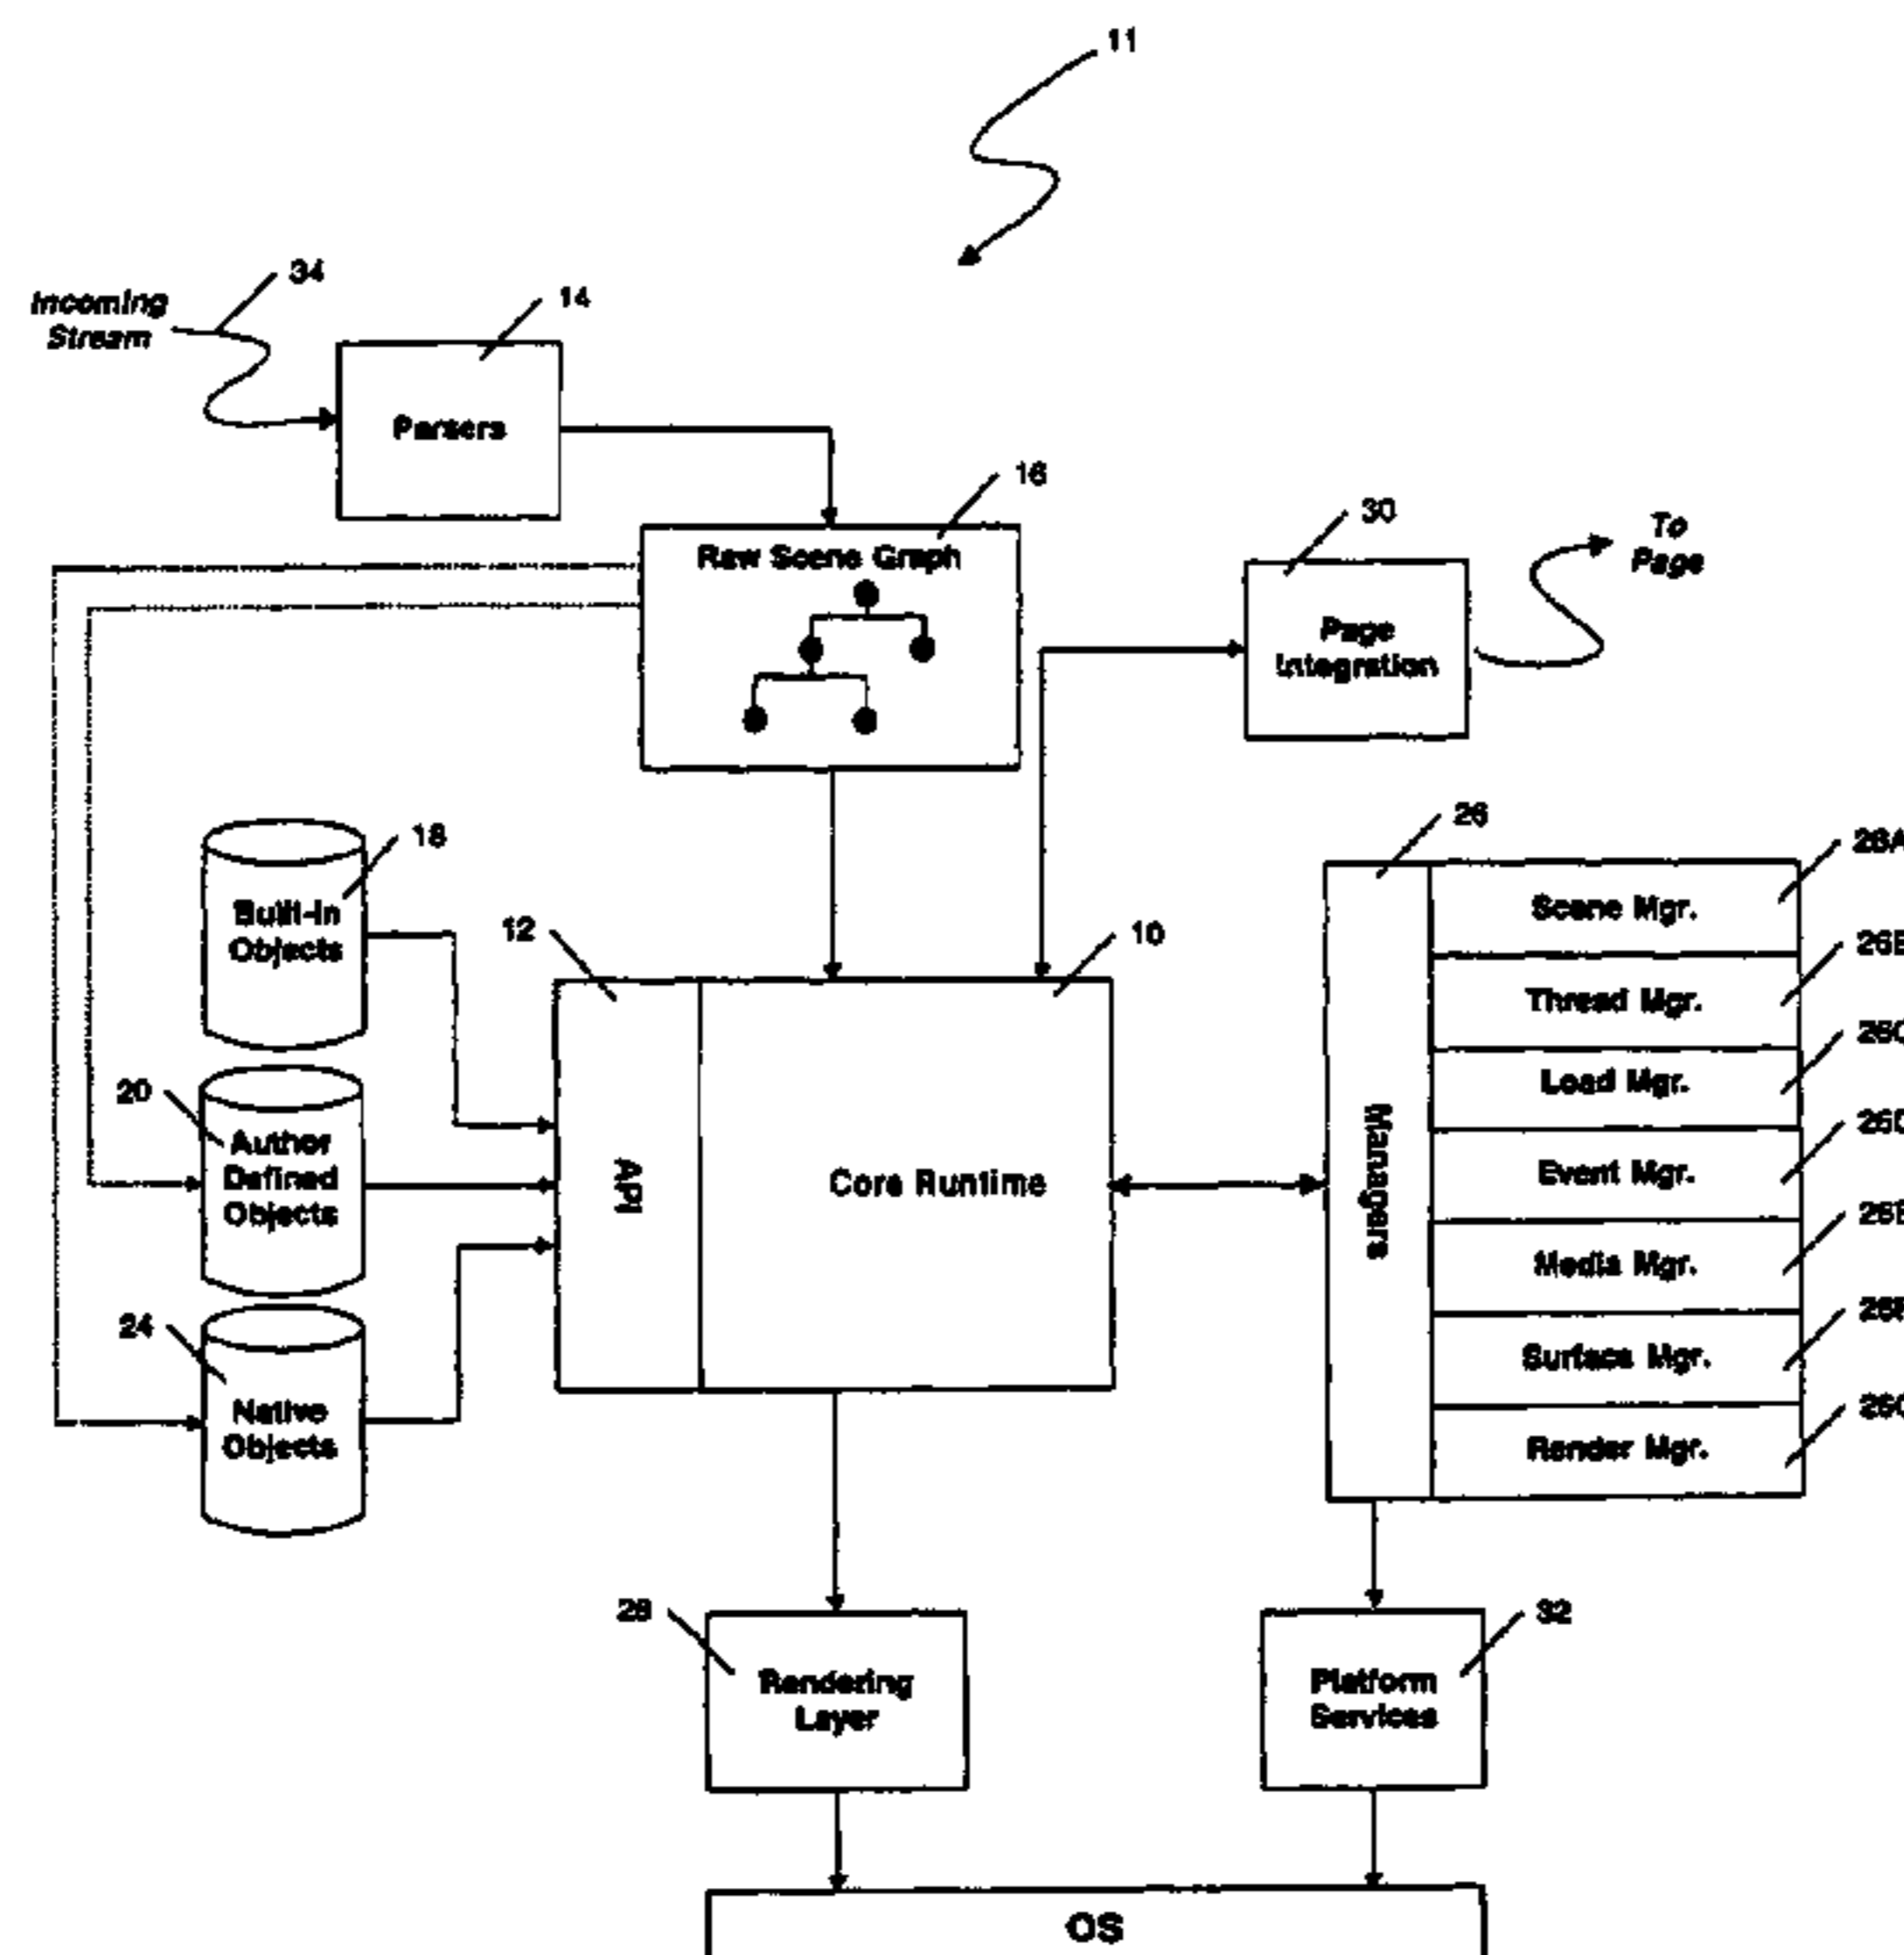 11
34
Incoming
Stream
14
Parsers
16
Raw Scene Graph
30
To
Page
Page
Integration
18
Built-in
Objects
12
10
26
26A
Scene Mgr.
26B
Thread Mgr.
Load Mgr.
Event Mgr.
Media Mgr.
Surface Mgr.
Render Mgr.
Managers
API
Core Runtime
20
Author
Defined
Objects
24
Native
Objects
28
Rendering
Layer
32
Platform
Services
OS